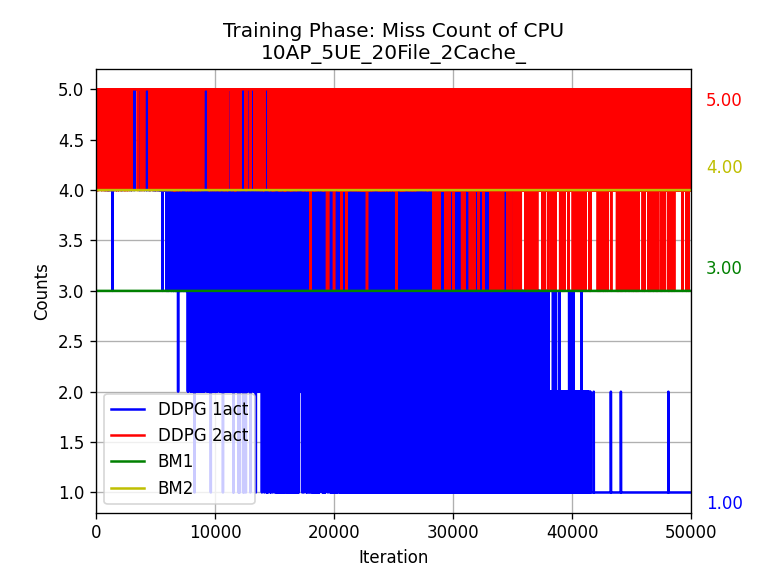 Training Phase: Miss Count of CPU
10AP_5UE_20File_2Cache_
5.0
4.5
4.0
3.5
3.0
2.5
2.0
1.5
1.0
Counts
5.00
4.00
3.00
1.00
DDPG 1act
DDPG 2act
BM1
BM2
0 10000 20000 30000 40000 50000
Iteration